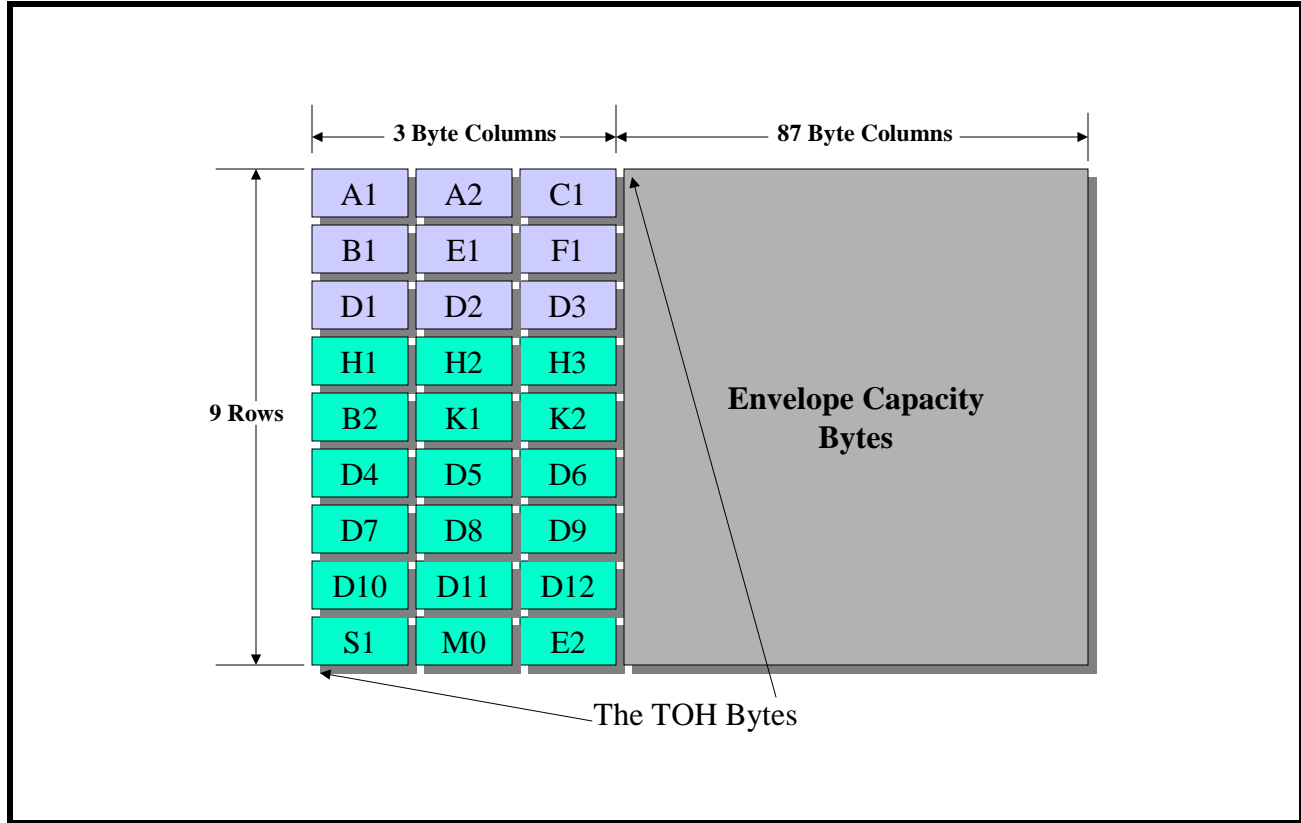 3 Byte Columns 87 Byte Columns
A1 A2 C1
B1 E1 F1
D1 D2 D3
H1 H2 H3
9 Rows
B2 K1 K2
D4 D5 D6
D7 D8 D9
D10 D11 D12
S1 M0 E2
Envelope Capacity
Bytes
The TOH Bytes